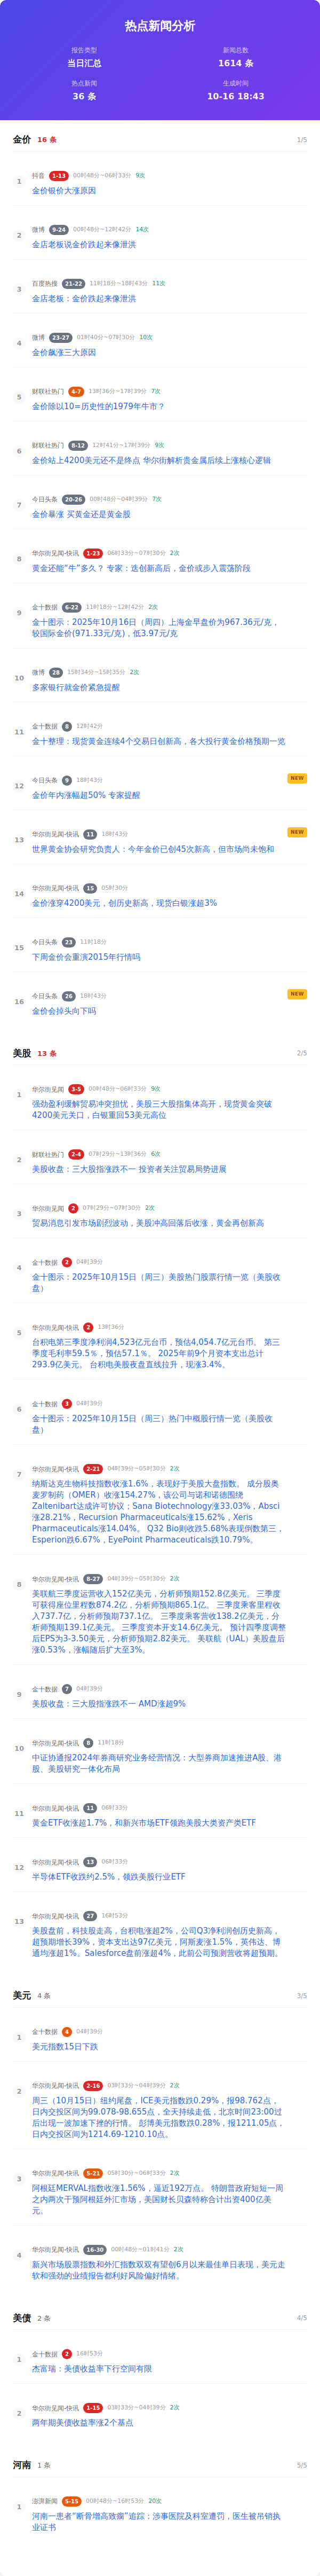 热点新闻分析
报告类型
新闻总数
当日汇总
1614 条
热点新闻
生成时间
36 条
10-16 18:43
金价 16 条
1/5
1
抖音 1-13 00时48分~06时33分 9次
金价银价大涨原因
2
微博 9-24 00时48分~12时42分 14次
金店老板说金价跌起来像泄洪
3
百度热搜 21-22 11时18分~18时43分 11次
金店老板：金价跌起来像泄洪
4
微博 23-27 01时40分~07时30分 10次
金价飙涨三大原因
5
财联社热门 4-7 13时36分~17时39分 7次
金价除以10=历史性的1979年牛市？
6
财联社热门 8-12 12时41分~17时39分 9次
金价站上4200美元还不是终点 华尔街解析贵金属后续上涨核心逻辑
7
今日头条 20-26 00时48分~04时39分 7次
金价暴涨 买黄金还是黄金股
8
华尔街见闻-快讯 1-23 06时33分~07时30分 2次
黄金还能“牛”多久？ 专家：迭创新高后，金价或步入震荡阶段
9
金十数据 6-22 11时18分~12时42分 2次
金十图示：2025年10月16日（周四）上海金早盘价为967.36元/克，
较国际金价(971.33元/克)，低3.97元/克
10
微博 28 15时34分~15时35分 2次
多家银行就金价紧急提醒
11
金十数据 8 12时42分
金十整理：现货黄金连续4个交易日创新高，各大投行黄金价格预期一览
12
今日头条 9 18时43分
NEW
金价年内涨幅超50% 专家提醒
13
华尔街见闻-快讯 11 18时43分
NEW
世界黄金协会研究负责人：今年金价已创45次新高，但市场尚未饱和
14
华尔街见闻-快讯 15 05时30分
金价涨穿4200美元，创历史新高，现货白银涨超3%
15
今日头条 23 11时18分
下周金价会重演2015年行情吗
16
今日头条 26 18时43分
NEW
金价会掉头向下吗
美股 13 条
2/5
1
华尔街见闻 3-5 00时48分~06时33分 9次
强劲盈利缓解贸易冲突担忧，美股三大股指集体高开，现货黄金突破
4200美元关口，白银重回53美元高位
2
财联社热门 2-4 07时29分~13时36分 6次
美股收盘：三大股指涨跌不一 投资者关注贸易局势进展
3
华尔街见闻 2 07时29分~07时30分 2次
贸易消息引发市场剧烈波动，美股冲高回落后收涨，黄金再创新高
4
金十数据 2 04时39分
金十图示：2025年10月15日（周三）美股热门股票行情一览（美股收
盘）
5
华尔街见闻-快讯 2 13时36分
台积电第三季度净利润4,523亿元台币，预估4,054.7亿元台币。 第三
季度毛利率59.5％，预估57.1％。 2025年前9个月资本支出总计
293.9亿美元。 台积电美股夜盘直线拉升，现涨3.4%。
6
金十数据 3 04时39分
金十图示：2025年10月15日（周三）热门中概股行情一览（美股收
盘）
7
华尔街见闻-快讯 2-21 04时39分~05时30分 2次
纳斯达克生物科技指数收涨1.6%，表现好于美股大盘指数。 成分股奥
麦罗制药（OMER）收涨154.27%，该公司与诺和诺德围绕
Zaltenibart达成许可协议；Sana Biotechnology涨33.03%，Absci
涨28.21%，Recursion Pharmaceuticals涨15.62%，Xeris
Pharmaceuticals涨14.04%。 Q32 Bio则收跌5.68%表现倒数第三，
Esperion跌6.67%，EyePoint Pharmaceuticals跌10.79%。
8
华尔街见闻-快讯 8-27 04时39分~05时30分 2次
美联航三季度运营收入152亿美元，分析师预期152.8亿美元。 三季度
可获得座位里程数874.2亿，分析师预期865.1亿。 三季度乘客里程收
入737.7亿，分析师预期737.1亿。 三季度乘客营收138.2亿美元，分
析师预期139.1亿美元。 三季度资本开支14.6亿美元。 预计四季度调整
后EPS为3-3.50美元，分析师预期2.82美元。 美联航（UAL）美股盘后
涨0.53%，涨幅随后扩大至3%。
9
金十数据 7 04时39分
美股收盘：三大股指涨跌不一 AMD涨超9%
10
华尔街见闻-快讯 8 11时18分
中证协通报2024年券商研究业务经营情况：大型券商加速推进A股、港
股、美股研究一体化布局
11
华尔街见闻-快讯 11 06时33分
黄金ETF收涨超1.7%，和新兴市场ETF领跑美股大类资产类ETF
12
华尔街见闻-快讯 13 06时33分
半导体ETF收跌约2.5%，领跌美股行业ETF
13
华尔街见闻-快讯 27 16时53分
美股盘前，科技股走高，台积电涨超2%，公司Q3净利润创历史新高，
超预期增长39%，资本支出达97亿美元，阿斯麦涨1.5%，英伟达、博
通均涨超1%。Salesforce盘前涨超4%，此前公司预测营收将超预期。
美元 4 条
3/5
1
金十数据 4 04时39分
美元指数15日下跌
2
华尔街见闻-快讯 2-16 03时33分~04时39分 2次
周三（10月15日）纽约尾盘，ICE美元指数跌0.29%，报98.762点，
日内交投区间为99.078-98.655点，全天持续走低，北京时间23:00过
后出现一波加速下挫的行情。 彭博美元指数跌0.28%，报1211.05点，
日内交投区间为1214.69-1210.10点。
3
华尔街见闻-快讯 5-21 05时30分~06时33分 2次
阿根廷MERVAL指数收涨1.56%，逼近192万点。 特朗普政府短短一周
之内两次干预阿根廷外汇市场，美国财长贝森特称合计出资400亿美
元。
4
华尔街见闻-快讯 16-30 00时48分~01时41分 2次
新兴市场股票指数和外汇指数双双有望创6月以来最佳单日表现，美元走
软和强劲的业绩报告都利好风险偏好情绪。
美债 2 条
4/5
1
金十数据 2 16时53分
杰富瑞：美债收益率下行空间有限
2
华尔街见闻-快讯 1-15 03时33分~04时39分 2次
两年期美债收益率涨2个基点
河南 1 条
5/5
1
澎湃新闻 5-15 00时48分~16时53分 20次
河南一患者“断骨增高致瘸”追踪：涉事医院及科室遭罚，医生被吊销执
业证书